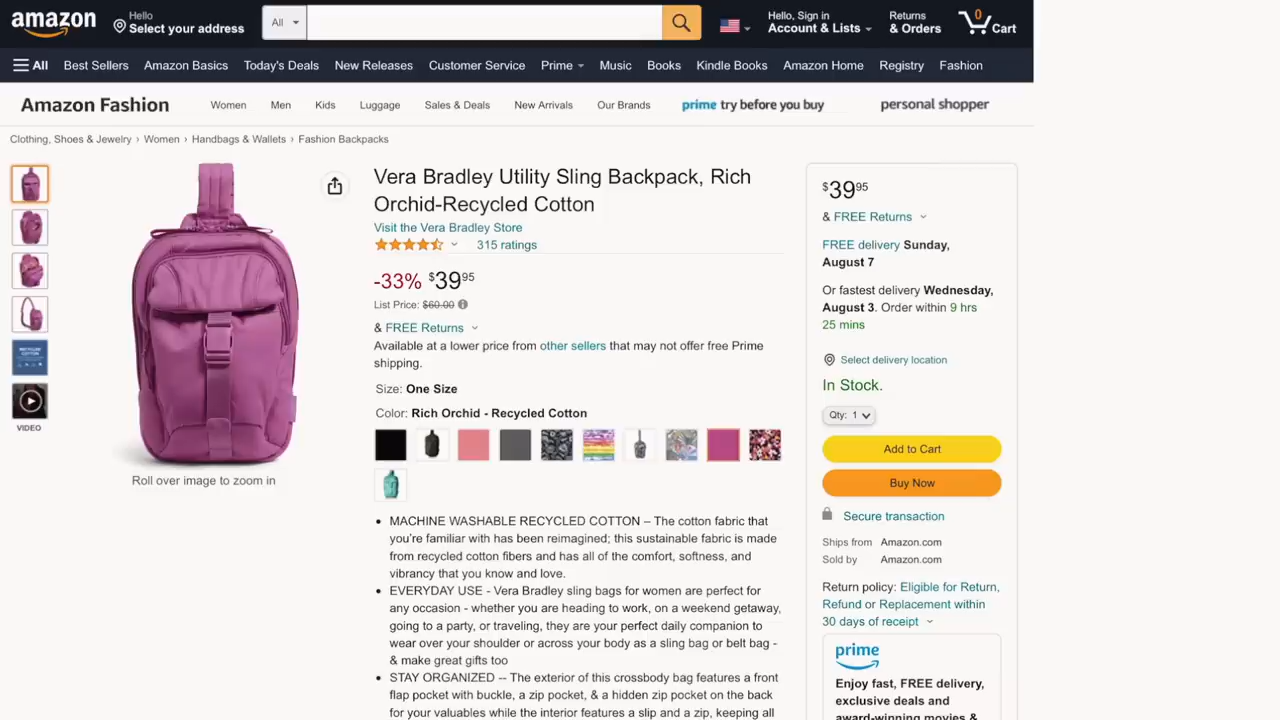 amazon
Hello
Select your address
All
0
Hello, Sign in
Account & Lists
Returns
& Orders
Cart
All
Best Sellers
Amazon Basics
Today's Deals
New Releases
Customer Service
Prime
Music
Books
Kindle Books
Amazon Home
Registry
Fashion
Amazon Fashion
Women
Men
Kids
Luggage
Sales & Deals
New Arrivals
Our Brands
prime try before you buy
personal shopper
Clothing, Shoes & Jewelry › Women › Handbags & Wallets › Fashion Backpacks
RECYCLED
COTTON
VIDEO
Roll over image to zoom in
Vera Bradley Utility Sling Backpack, Rich
Orchid-Recycled Cotton
Visit the Vera Bradley Store
315 ratings
-33% $39 95
List Price: $60.00
& FREE Returns
Available at a lower price from other sellers that may not offer free Prime
shipping.
Size: One Size
Color: Rich Orchid - Recycled Cotton
• MACHINE WASHABLE RECYCLED COTTON – The cotton fabric that
you're familiar with has been reimagined; this sustainable fabric is made
from recycled cotton fibers and has all of the comfort, softness, and
vibrancy that you know and love.
• EVERYDAY USE - Vera Bradley sling bags for women are perfect for
any occasion - whether you are heading to work, on a weekend getaway,
going to a party, or traveling, they are your perfect daily companion to
wear over your shoulder or across your body as a sling bag or belt bag -
& make great gifts too
• STAY ORGANIZED -- The exterior of this crossbody bag features a front
flap pocket with buckle, a zip pocket, & a hidden zip pocket on the back
for your valuables while the interior features a slip and a zip, keeping all
$39 95
& FREE Returns
FREE delivery Sunday,
August 7
Or fastest delivery Wednesday,
August 3. Order within 9 hrs
25 mins
Select delivery location
In Stock.
Qty: 1
Add to Cart
Buy Now
Secure transaction
Ships from Amazon.com
Sold by Amazon.com
Return policy: Eligible for Return,
Refund or Replacement within
30 days of receipt
prime
Enjoy fast, FREE delivery,
exclusive deals and
award-winning movies &